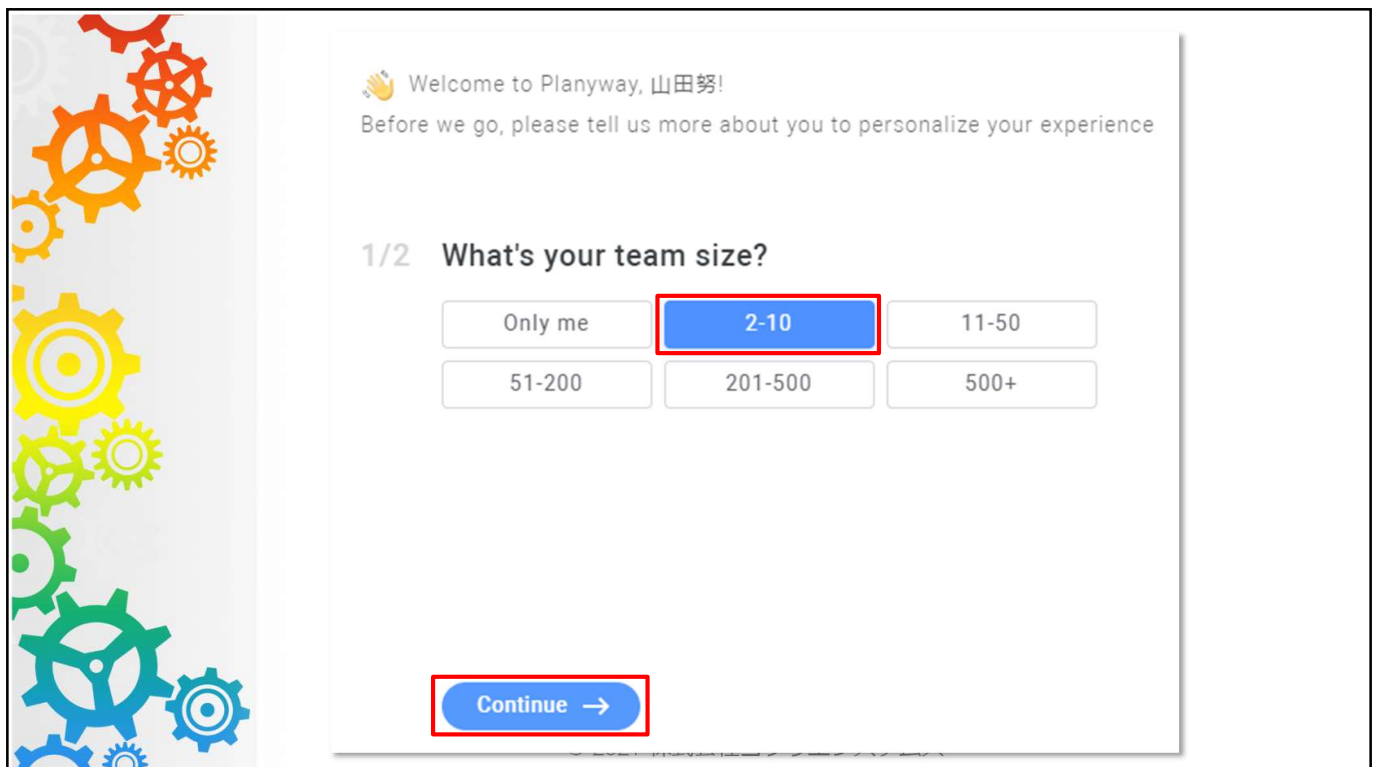 Welcome to Planyway, 山田努!
Before we go, please tell us more about you to personalize your experience
1/2 What's your team size?
Only me 2-10 11-50
51-200 201-500 500+
Continue →